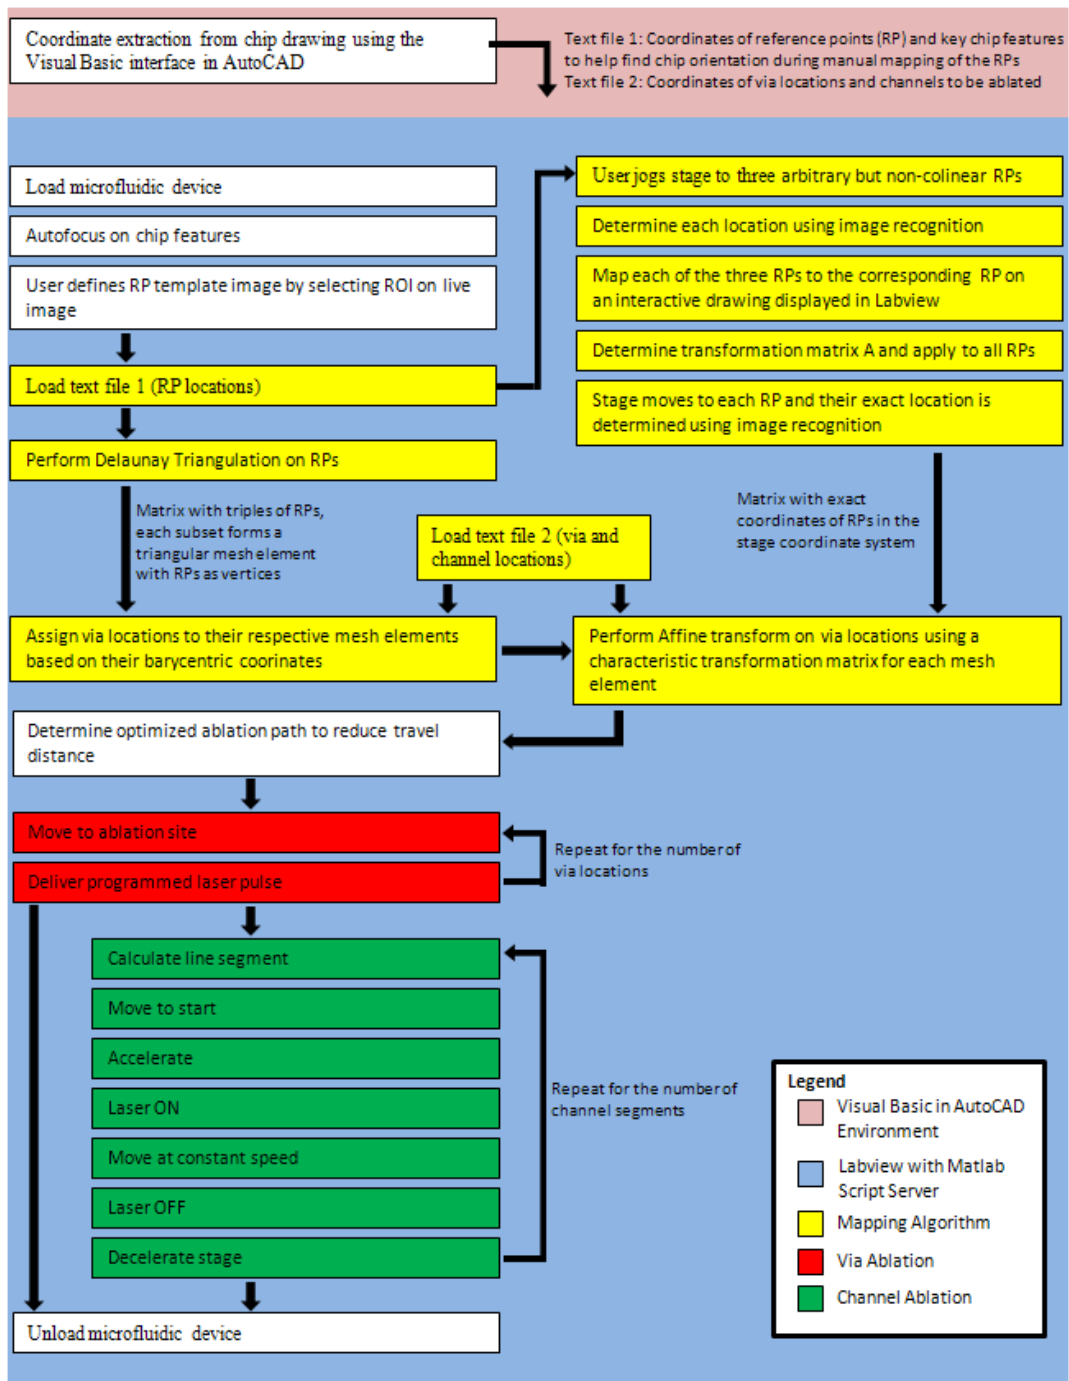 Coordinate extraction from chip drawing using the
Visual Basic interface in AutoCAD
Text file 1: Coordinates of reference points (RP) and key chip features
to help find chip orientation during manual mapping of the RPs
Text file 2: Coordinates of via locations and channels to be ablated
Load microfluidic device
Autofocus on chip features
User defines RP template image by selecting ROI on live
image
Load text file 1 (RP locations)
Perform Delaunay Triangulation on RPs
User jogs stage to three arbitrary but non-colinear RPs
Determine each location using image recognition
Map each of the three RPs to the corresponding RP on
an interactive drawing displayed in Labview
Determine transformation matrix A and apply to all RPs
Stage moves to each RP and their exact location is
determined using image recognition
Matrix with triples of RPs,
each subset forms a
triangular mesh element
with RPs as vertices
Load text file 2 (via and
channel locations)
Matrix with exact
coordinates of RPs in the
stage coordinate system
Assign via locations to their respective mesh elements
based on their barycentric coorinates
Perform Affine transform on via locations using a
characteristic transformation matrix for each mesh
element
Determine optimized ablation path to reduce travel
distance
Move to ablation site
Deliver programmed laser pulse
Repeat for the number of
via locations
Calculate line segment
Move to start
Accelerate
Laser ON
Move at constant speed
Laser OFF
Decelerate stage
Repeat for the number of
channel segments
Unload microfluidic device
Legend
Visual Basic in AutoCAD
Environment
Labview with Matlab
Script Server
Mapping Algorithm
Via Ablation
Channel Ablation